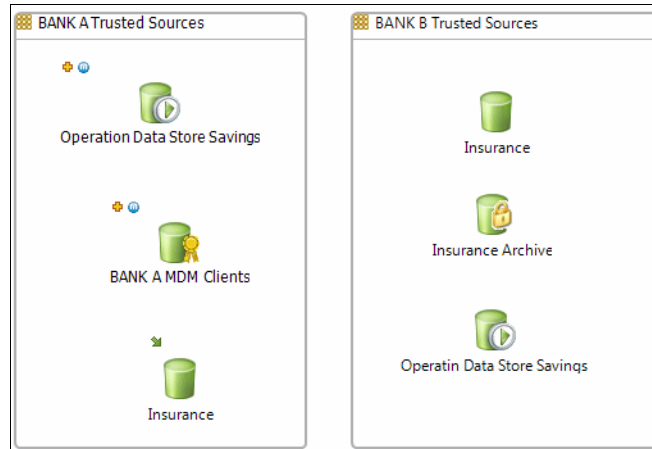 BANK A Trusted Sources
Operation Data Store Savings
BANK A MDM Clients
Insurance
BANK B Trusted Sources
Insurance
Insurance Archive
Operatin Data Store Savings